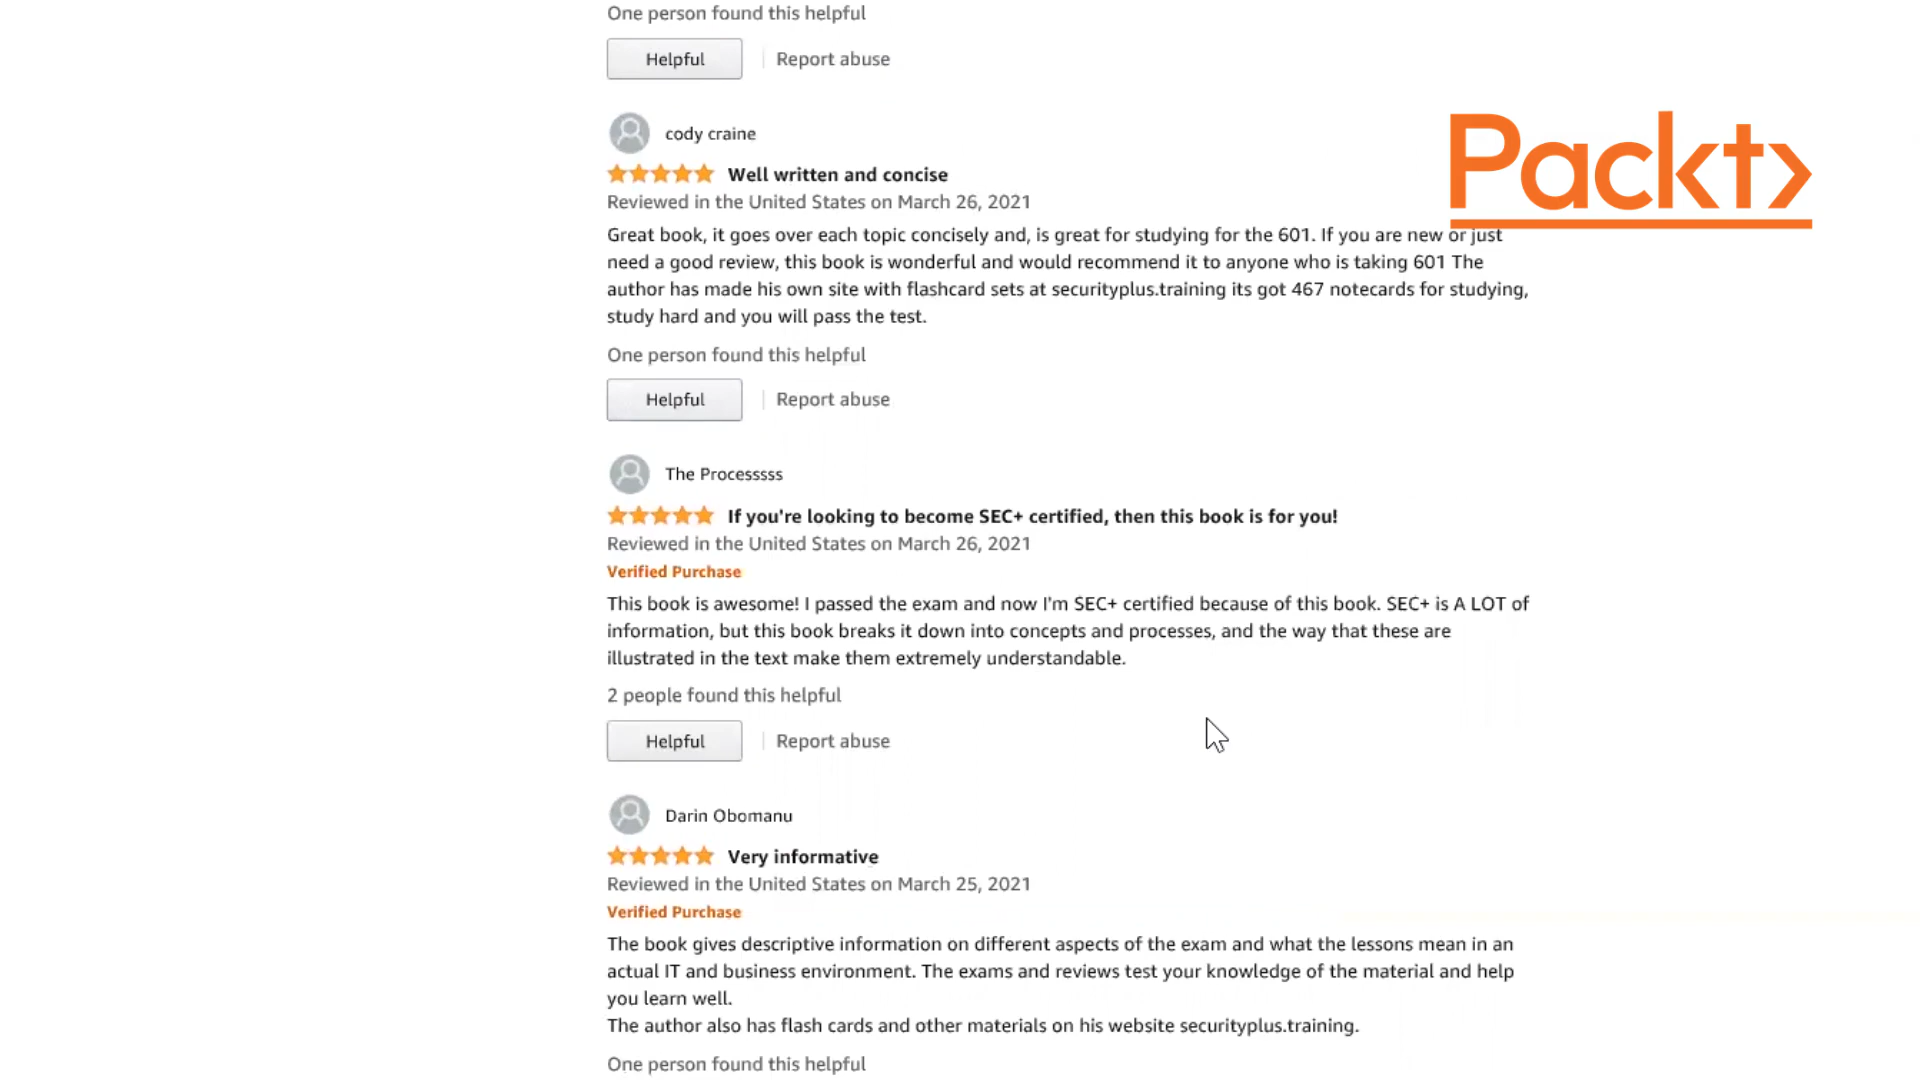 One person found this helpful
Helpful
Report abuse
Packt
cody craine
Well written and concise
Reviewed in the United States on March 26, 2021
Great book, it goes over each topic concisely and, is great for studying for the 601. If you are new or just
need a good review, this book is wonderful and would recommend it to anyone who is taking 601 The
author has made his own site with flashcard sets at securityplus.training its got 467 notecards for studying,
study hard and you will pass the test.
One person found this helpful
Helpful
Report abuse
The Processsss
If you're looking to become SEC+ certified, then this book is for you!
Reviewed in the United States on March 26, 2021
Verified Purchase
This book is awesome! I passed the exam and now I'm SEC+ certified because of this book. SEC+ is A LOT of
information, but this book breaks it down into concepts and processes, and the way that these are
illustrated in the text make them extremely understandable.
2 people found this helpful
Helpful
Report abuse
Darin Obomanu
Very informative
Reviewed in the United States on March 25, 2021
Verified Purchase
The book gives descriptive information on different aspects of the exam and what the lessons mean in an
actual IT and business environment. The exams and reviews test your knowledge of the material and help
you learn well.
The author also has flash cards and other materials on his website securityplus.training.
One person found this helpful